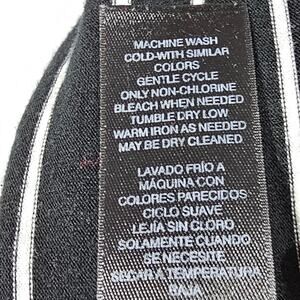 MACHINE WASH
COLD-WITH SIMILAR
COLORS
GENTLE CYCLE
ONLY NON-CHLORINE
BLEACH WHEN NEEDED
TUMBLE DRY LOW
WARM IRON AS NEEDED
MAY BE DRY CLEANED
LAVADO FRÍO A
MÁQUINA CON
COLORES PARECIDOS
CICLO SUAVE
LEJÍA SIN CLORO
SOLAMENTE CUANDO
SE NECESITE
SECAR A TEMPERATURA